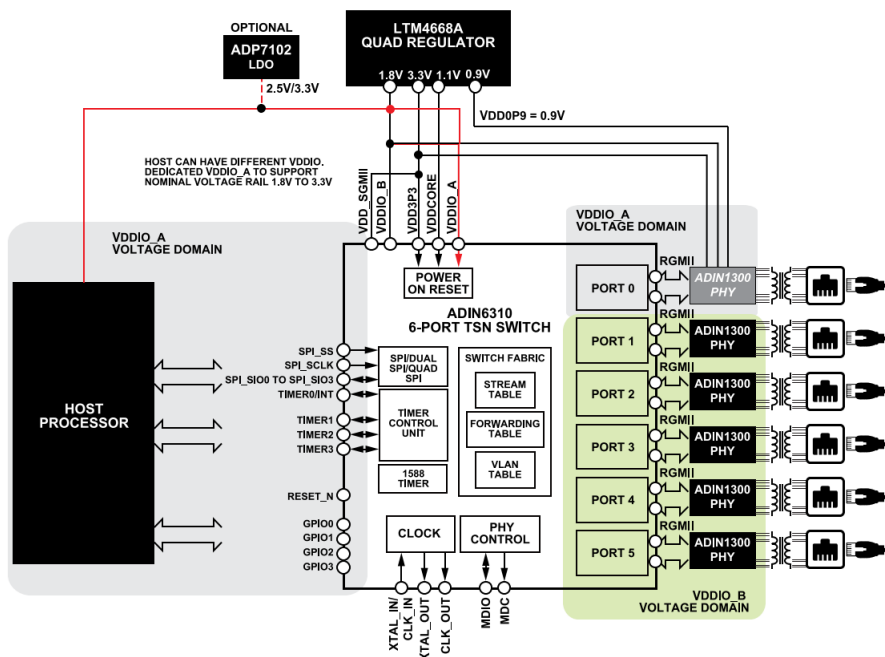 OPTIONAL
ADP7102
LDO
2.5V/3.3V
LTM4668A
QUAD REGULATOR
1.8V 3.3V 1.1V 0.9V
VDD0P9 = 0.9V
HOST CAN HAVE DIFFERENT VDDIO.
DEDICATED VDDIO_A TO SUPPORT
NOMINAL VOLTAGE RAIL 1.8V TO 3.3V
VDD_SGMII
VDDIO_B
VDD3P3
VDDCORE
VDDIO_A
VDDIO_A
VOLTAGE DOMAIN
VDDIO_A
VOLTAGE DOMAIN
POWER
ON RESET
ADIN6310
6-PORT TSN SWITCH
HOST
PROCESSOR
SPI_SS
SPI_SCLK
SPI_SIO0 TO SPI_SIO3
TIMER0/INT
TIMER1
TIMER2
TIMER3
RESET_N
GPIO0
GPIO1
GPIO2
GPIO3
SPI/DUAL
SPI/QUAD
SPI
TIMER
CONTROL
UNIT
1588
TIMER
SWITCH FABRIC
STREAM
TABLE
FORWARDING
TABLE
VLAN
TABLE
CLOCK
PHY
CONTROL
XTAL_IN/
CLK_IN
XTAL_OUT
CLK_OUT
MDIO
MDC
PORT 0
RGMII
ADIN1300
PHY
PORT 1
RGMII
ADIN1300
PHY
PORT 2
RGMII
ADIN1300
PHY
PORT 3
RGMII
ADIN1300
PHY
PORT 4
RGMII
ADIN1300
PHY
PORT 5
RGMII
ADIN1300
PHY
VDDIO_B
VOLTAGE DOMAIN